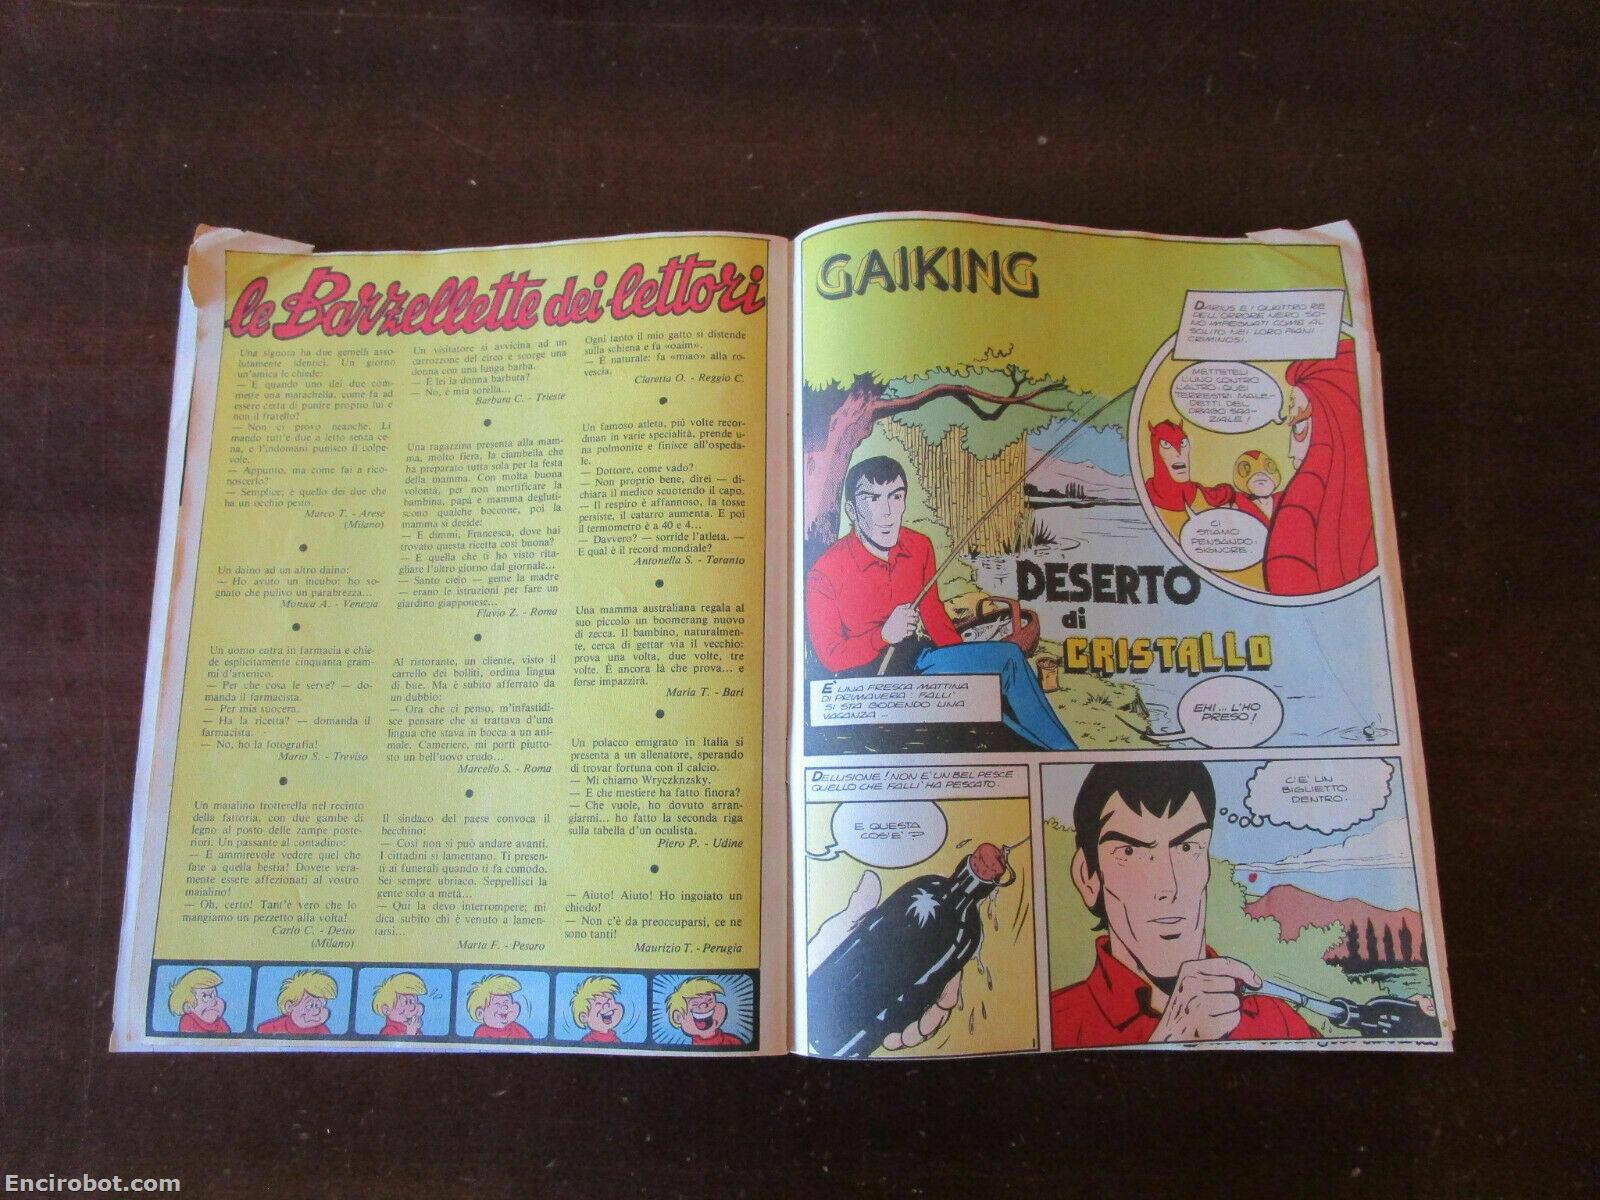 le Barzellette dei lettori
Una signora ha due gemelli asso-
lutamente identici. Un giorno
un'amica le chiede:
— E quando uno dei due com-
mette una marachella, come fa ad
essere certa di punire proprio lui e
non il fratello?
— Non ci provo neanche. Li
mando tutt'e due a letto senza ce-
na, e l'indomani punisco il colpe-
vole.
— Appunto, ma come fai a rico-
noscerlo?
— Semplice; è quello dei due che
ha un occhio pesto.
Marco T. - Arese
(Milano)
Un daino ad un altro daino:
— Ho avuto un incubo: ho so-
gnato che pulivo un parabrezza...
Monica A. - Venezia
Un uomo entra in farmacia e chie-
de esplicitamente cinquanta gram-
mi d'arsenico.
— Per che cosa le serve? — do-
manda il farmacista.
— Per mia suocera.
— Ha la ricetta? — domanda il
farmacista.
— No, ho la fotografia!
Mario S. - Treviso
Un maialino trotterella nel recinto
della fattoria, con due gambe di
legno al posto delle zampe poste-
riori. Un passante al contadino:
— È ammirevole vedere quel che
fate a quella bestia! Dovete vera-
mente essere affezionati al vostro
maialino!
— Oh, certo! Tant'è vero che lo
mangiamo un pezzetto alla volta!
Carlo C. - Desio
(Milano)
Un visitatore si avvicina ad un
carrozzone del circo e scorge una
donna con una lunga barba.
— È lei la donna barbuta?
— No, è mia sorella...
Barbara C. - Trieste
Una ragazzina presenta alla mam-
ma, molto fiera, la ciambella che
ha preparato tutta sola per la festa
della mamma. Con molta buona
volontà, per non mortificare la
bambina, papà e mamma degluti-
scono qualche boccone, poi la
mamma si decide:
— E dimmi, Francesca, dove hai
trovato questa ricetta così buona?
— È quella che ti ho visto rita-
gliare l'altro giorno dal giornale...
— Santo cielo — geme la madre
— erano le istruzioni per fare un
giardino giapponese...
Flavio Z. - Roma
Al ristorante, un cliente, visto il
carrello dei bolliti, ordina lingua
di bue. Ma è subito afferrato da
un dubbio:
— Ora che ci penso, m'infastidi-
sce pensare che si trattava d'una
lingua che stava in bocca a un ani-
male. Cameriere, mi porti piutto-
sto un bell'uovo crudo...
Marcello S. - Roma
Il sindaco del paese convoca il
becchino:
— Così non si può andare avanti.
I cittadini si lamentano. Ti presen-
ti ai funerali quando ti fa comodo.
Sei sempre ubriaco. Seppellisci la
gente solo a metà...
— Qui la devo interrompere; mi
dica subito chi è venuto a lamen-
tarsi...
Marta F. - Pesaro
Ogni tanto il mio gatto si distende
sulla schiena e fa «oaim».
— È naturale: fa «miao» alla ro-
vescia.
Claretta O. - Reggio C.
Un famoso atleta, più volte recor-
dman in varie specialità, prende u-
na polmonite e finisce all'ospeda-
le.
— Dottore, come vado?
— Non proprio bene, direi — di-
chiara il medico scuotendo il capo.
— Il respiro è affannoso, la tosse
persiste, il catarro aumenta. E poi
il termometro è a 40 e 4...
— Davvero? — sorride l'atleta. —
E qual è il record mondiale?
Antonella S. - Taranto
Una mamma australiana regala al
suo piccolo un boomerang nuovo
di zecca. Il bambino, naturalmen-
te, cerca di gettar via il vecchio:
prova una volta, due volte, tre
volte. È ancora là che prova... e
forse impazzirà.
Maria T. - Bari
Un polacco emigrato in Italia si
presenta a un allenatore, sperando
di trovar fortuna con il calcio.
— Mi chiamo Wryczknzsky.
— E che mestiere ha fatto finora?
— Che vuole, ho dovuto arran-
giarmi... ho fatto la seconda riga
sulla tabella d'un oculista.
Piero P. - Udine
— Aiuto! Aiuto! Ho ingoiato un
chiodo!
— Non c'è da preoccuparsi, ce ne
sono tanti!
Maurizio T. - Perugia
GAIKING
DARIUS E I QUATTRO RE
DELL'ORRORE NERO SO-
NO IMPEGNATI COME AL
SOLITO NEI LORO PIANI
CRIMINOSI.
METTETELI
L'UNO CONTRO
L'ALTRO: QUEI
TERRESTRI MALE-
DETTI DEL
DRAGO SPA-
ZIALE!
CI
STIAMO
PENSANDO,
SIGNORE
DESERTO
di
CRISTALLO
È UNA FRESCA MATTINA
DI PRIMAVERA: FALLÌ
SI STA GODENDO UNA
VACANZA...
EHI... L'HO
PRESO!
DELUSIONE! NON È UN BEL PESCE
QUELLO CHE FALLÌ HA PESCATO.
E QUESTA
COS'È?
C'È UN
BIGLIETTO
DENTRO.
1
Encirobot.com